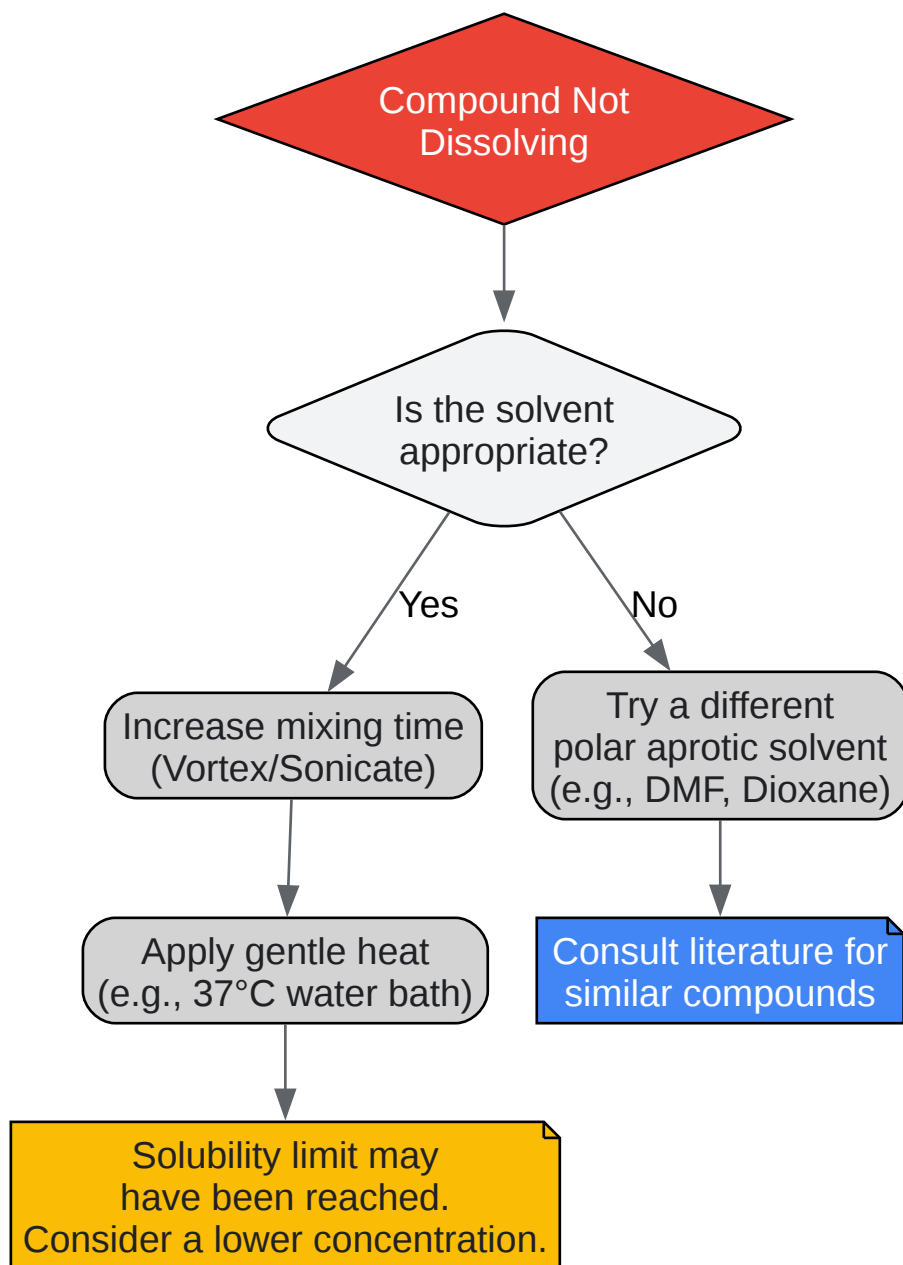 Compound Not
Dissolving
Is the solvent
appropriate?
Yes
No
Increase mixing time
(Vortex/Sonicate)
Try a different
polar aprotic solvent
(e.g., DMF, Dioxane)
Apply gentle heat
(e.g., 37°C water bath)
Consult literature for
similar compounds
Solubility limit may
have been reached.
Consider a lower concentration.